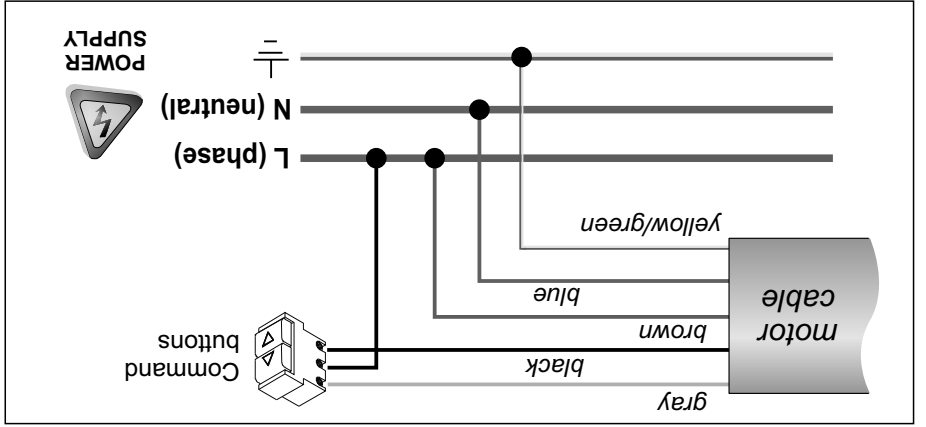 gray
black
brown
blue
yellow/green
motor
cable
Command
buttons
L (phase)
N (neutral)
POWER
SUPPLY